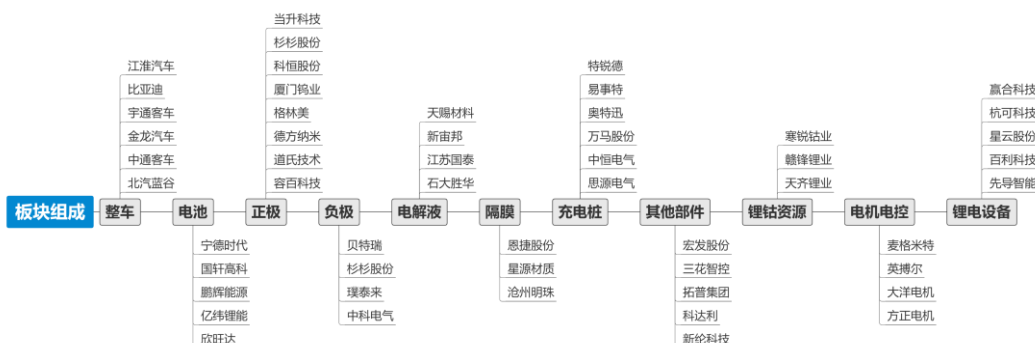 板块组成
整车
江淮汽车
比亚迪
宇通客车
金龙汽车
中通客车
北汽蓝谷
电池
宁德时代
国轩高科
鹏辉能源
亿纬锂能
欣旺达
正极
当升科技
杉杉股份
科恒股份
厦门钨业
格林美
德方纳米
道氏技术
容百科技
负极
贝特瑞
杉杉股份
璞泰来
中科电气
电解液
天赐材料
新宙邦
江苏国泰
石大胜华
隔膜
恩捷股份
星源材质
沧州明珠
充电桩
特锐德
易事特
奥特迅
万马股份
中恒电气
思源电气
其他部件
宏发股份
三花智控
拓普集团
科达利
新纶科技
锂钴资源
寒锐钴业
赣锋锂业
天齐锂业
电机电控
麦格米特
英搏尔
大洋电机
方正电机
锂电设备
赢合科技
杭可科技
星云股份
百利科技
先导智能